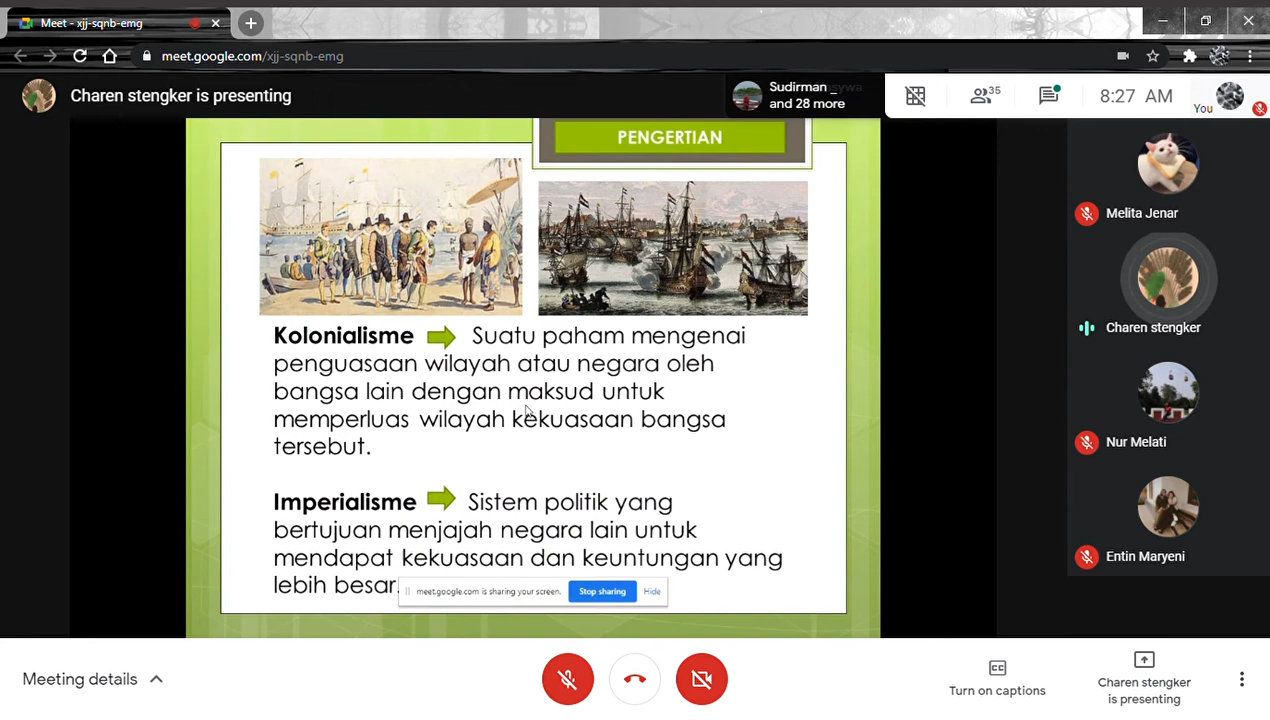 Meet - xjj-sqnb-emg
meet.google.com/xjj-sqnb-emg
Charen stengker is presenting
Sudirman _
and 28 more
35
8:27 AM
You
PENGERTIAN
Melita Jenar
Charen stengker
Nur Melati
Entin Maryeni
Kolonialisme Suatu paham mengenai
penguasaan wilayah atau negara oleh
bangsa lain dengan maksud untuk
memperluas wilayah kekuasaan bangsa
tersebut.
Imperialisme Sistem politik yang
bertujuan menjajah negara lain untuk
mendapat kekuasaan dan keuntungan yang
lebih besar.
meet.google.com is sharing your screen. Stop sharing Hide
Meeting details
CC
Turn on captions
Charen stengker
is presenting